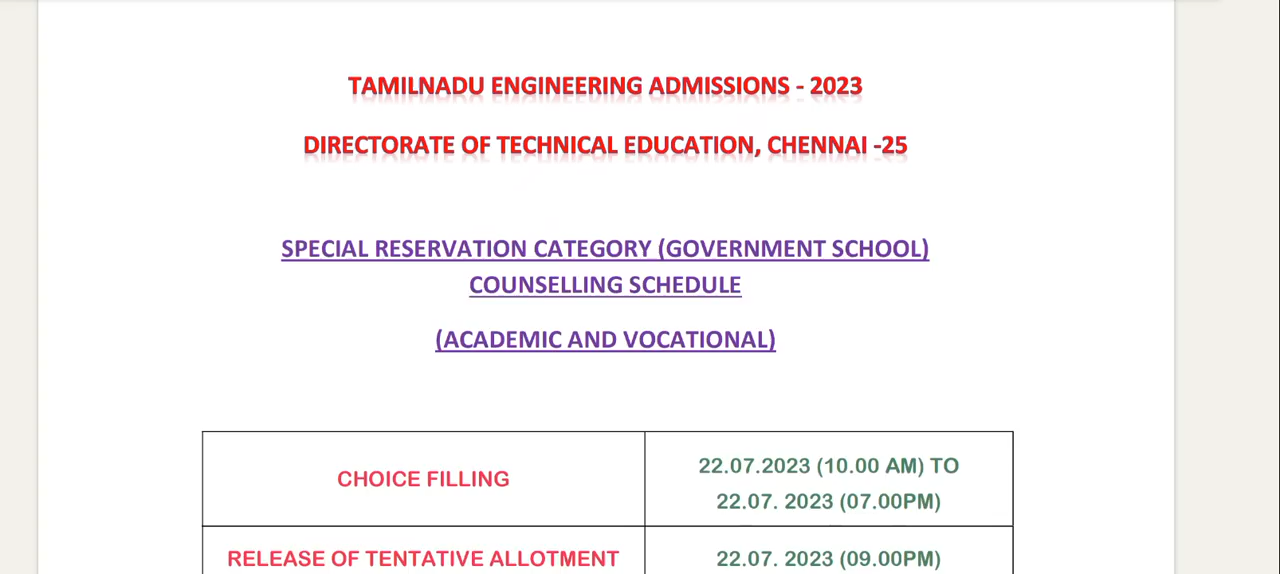 TAMILNADU ENGINEERING ADMISSIONS - 2023
DIRECTORATE OF TECHNICAL EDUCATION, CHENNAI -25
SPECIAL RESERVATION CATEGORY (GOVERNMENT SCHOOL)
COUNSELLING SCHEDULE
(ACADEMIC AND VOCATIONAL)
CHOICE FILLING
22.07.2023 (10.00 AM) TO
22.07. 2023 (07.00PM)
RELEASE OF TENTATIVE ALLOTMENT
22.07. 2023 (09.00PM)